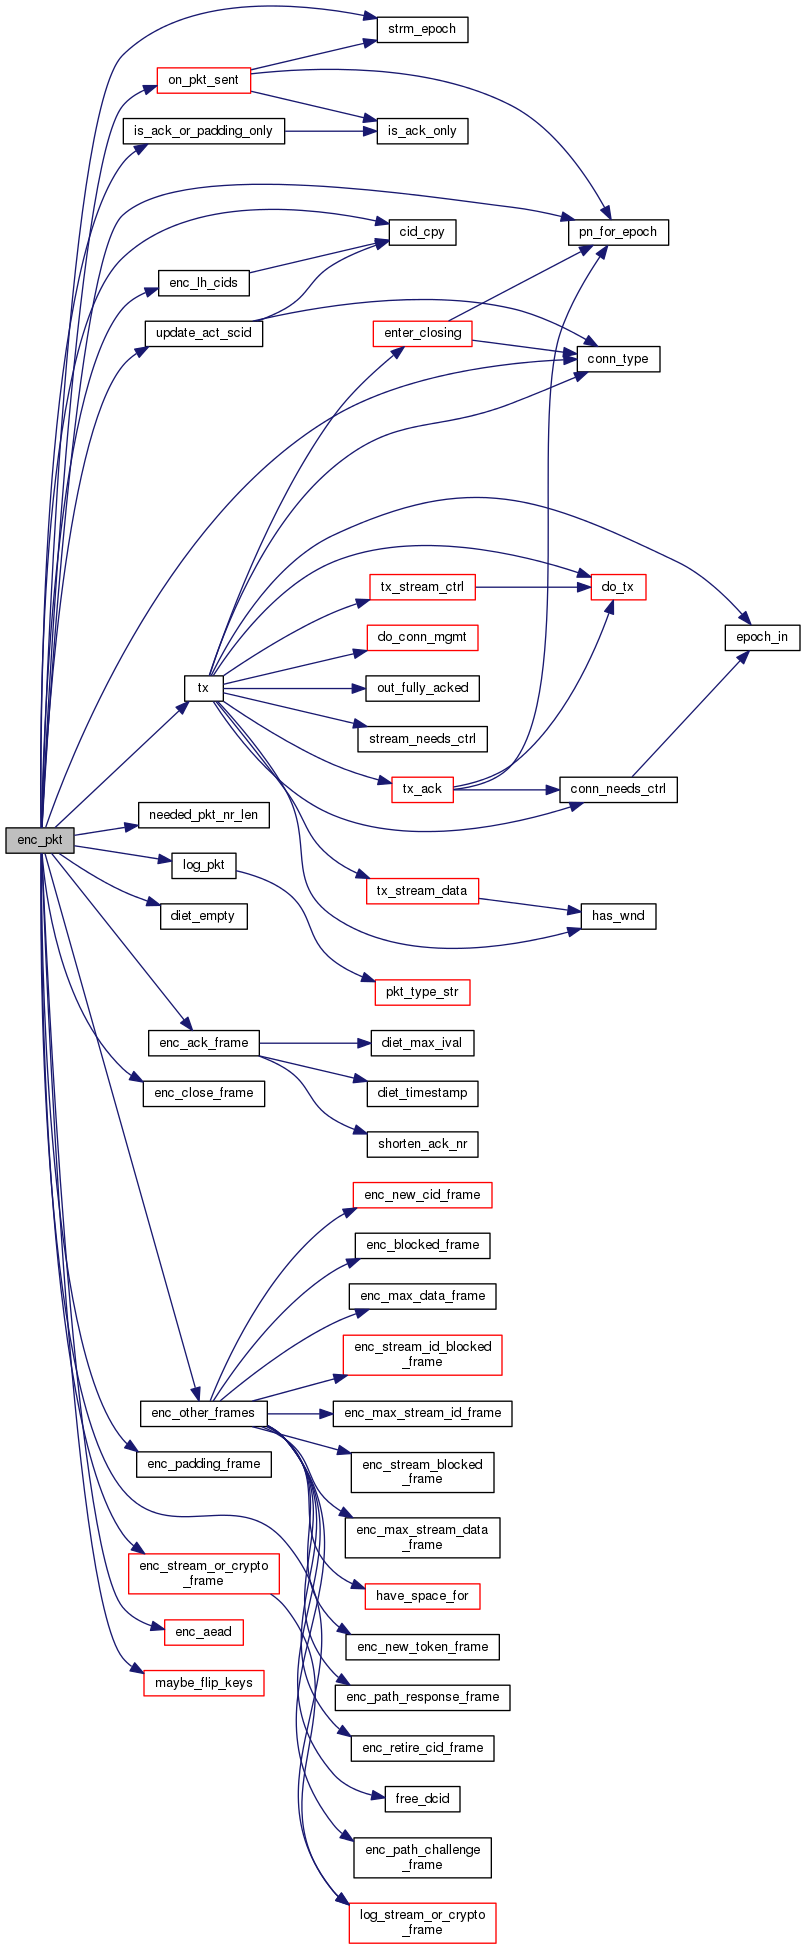 strm_epoch
on_pkt_sent
is_ack_or_padding_only
is_ack_only
cid_cpy
pn_for_epoch
enc_lh_cids
update_act_scid
enter_closing
conn_type
tx_stream_ctrl
do_tx
do_conn_mgmt
epoch_in
tx
out_fully_acked
stream_needs_ctrl
tx_ack
conn_needs_ctrl
needed_pkt_nr_len
enc_pkt
log_pkt
tx_stream_data
diet_empty
has_wnd
pkt_type_str
enc_ack_frame
diet_max_ival
enc_close_frame
diet_timestamp
shorten_ack_nr
enc_new_cid_frame
enc_blocked_frame
enc_max_data_frame
enc_stream_id_blocked
_frame
enc_other_frames
enc_max_stream_id_frame
enc_padding_frame
enc_stream_blocked
_frame
enc_max_stream_data
_frame
enc_stream_or_crypto
_frame
have_space_for
enc_aead
enc_new_token_frame
maybe_flip_keys
enc_path_response_frame
enc_retire_cid_frame
free_dcid
enc_path_challenge
_frame
log_stream_or_crypto
_frame